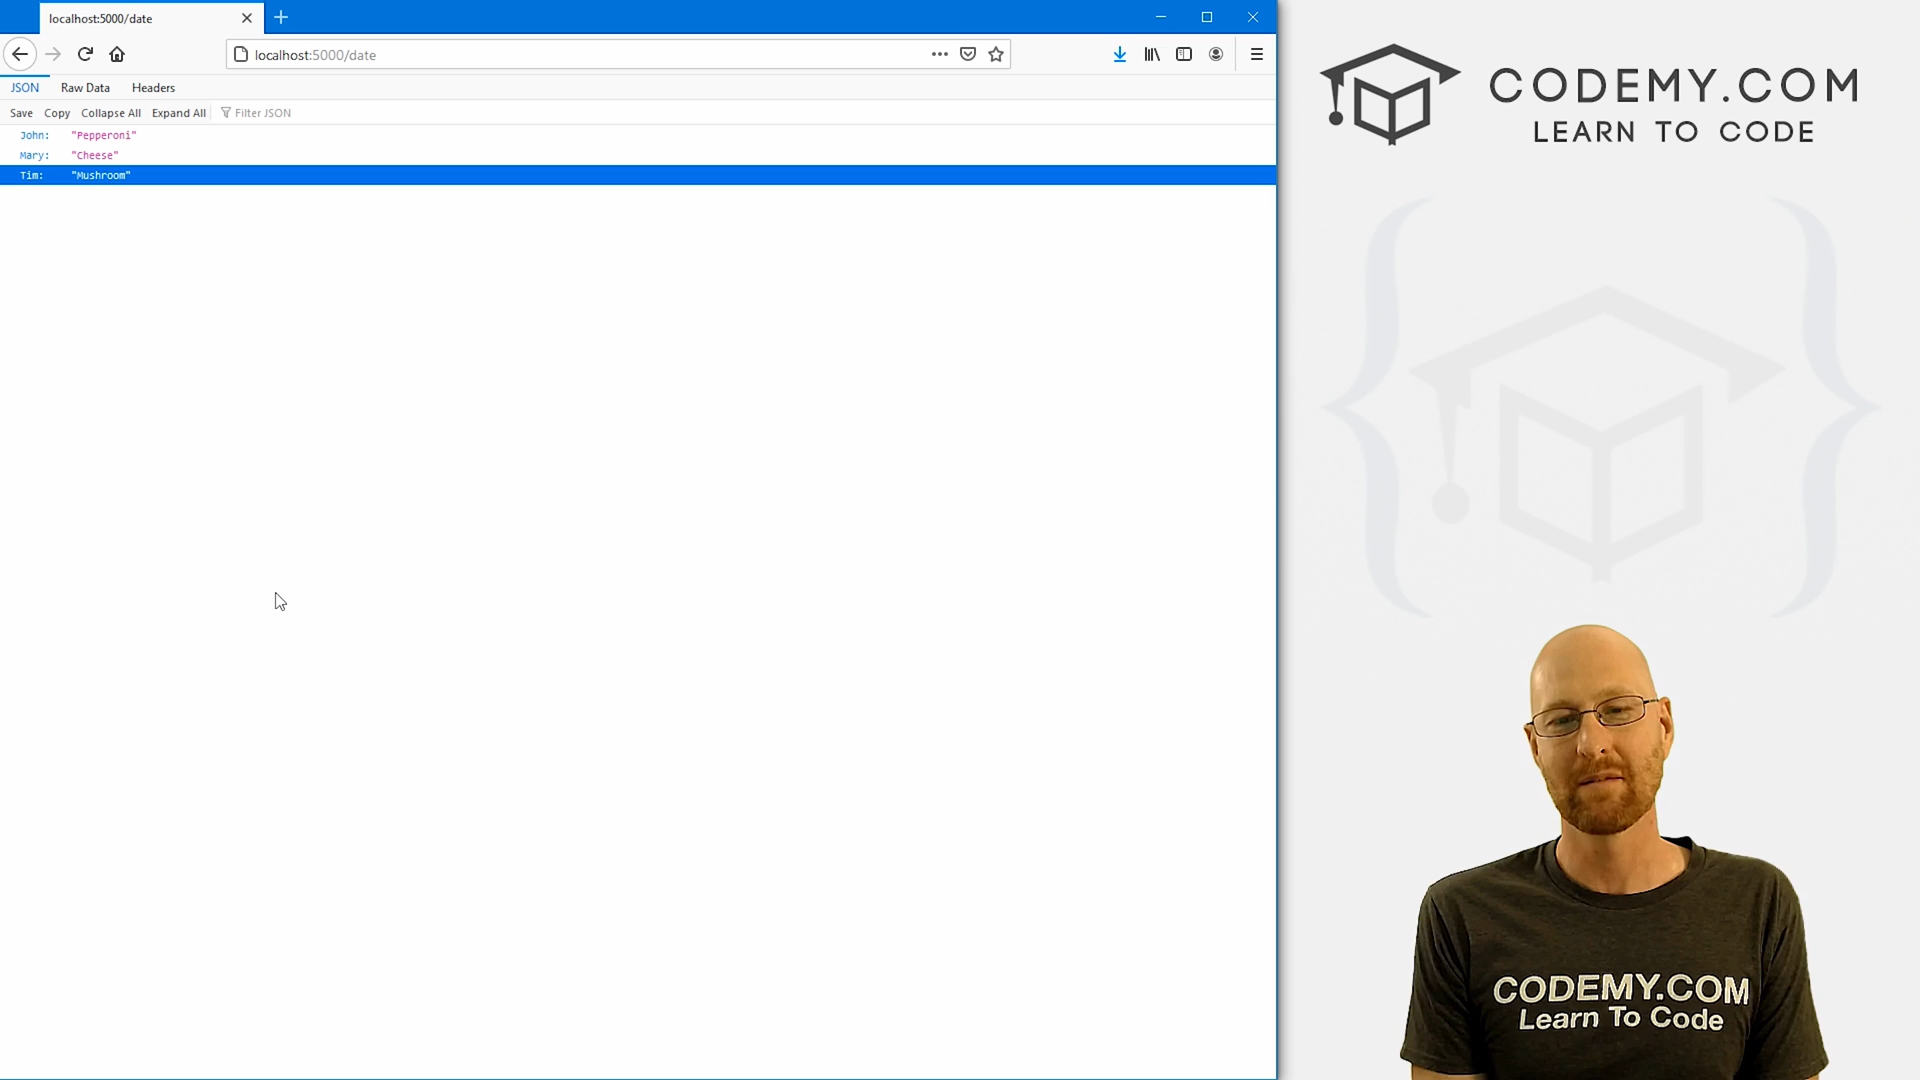 localhost:5000/date
localhost:5000/date
JSON Raw Data Headers
Save Copy Collapse All Expand All Filter JSON
John: "Pepperoni"
Mary: "Cheese"
Tim: "Mushroom"
CODEMY.COM
LEARN TO CODE
CODEMY.COM
Learn To Code